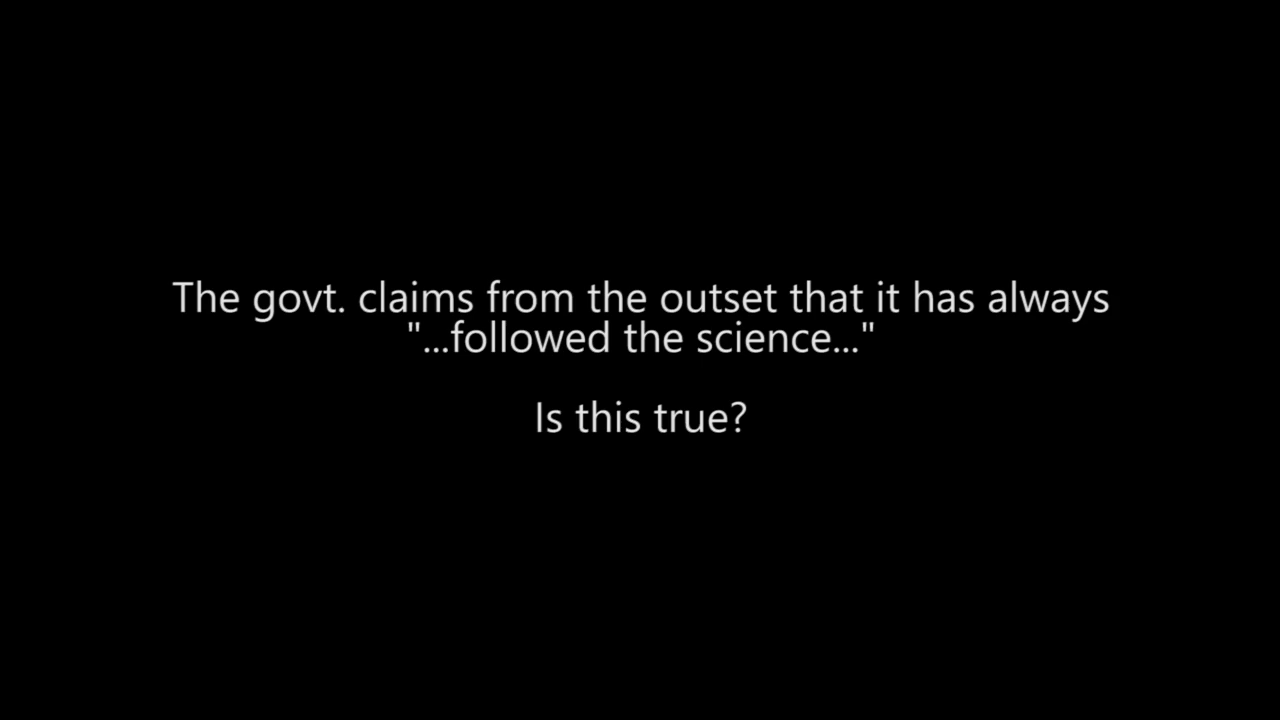 The govt. claims from the outset that it has always
"...followed the science..."
Is this true?